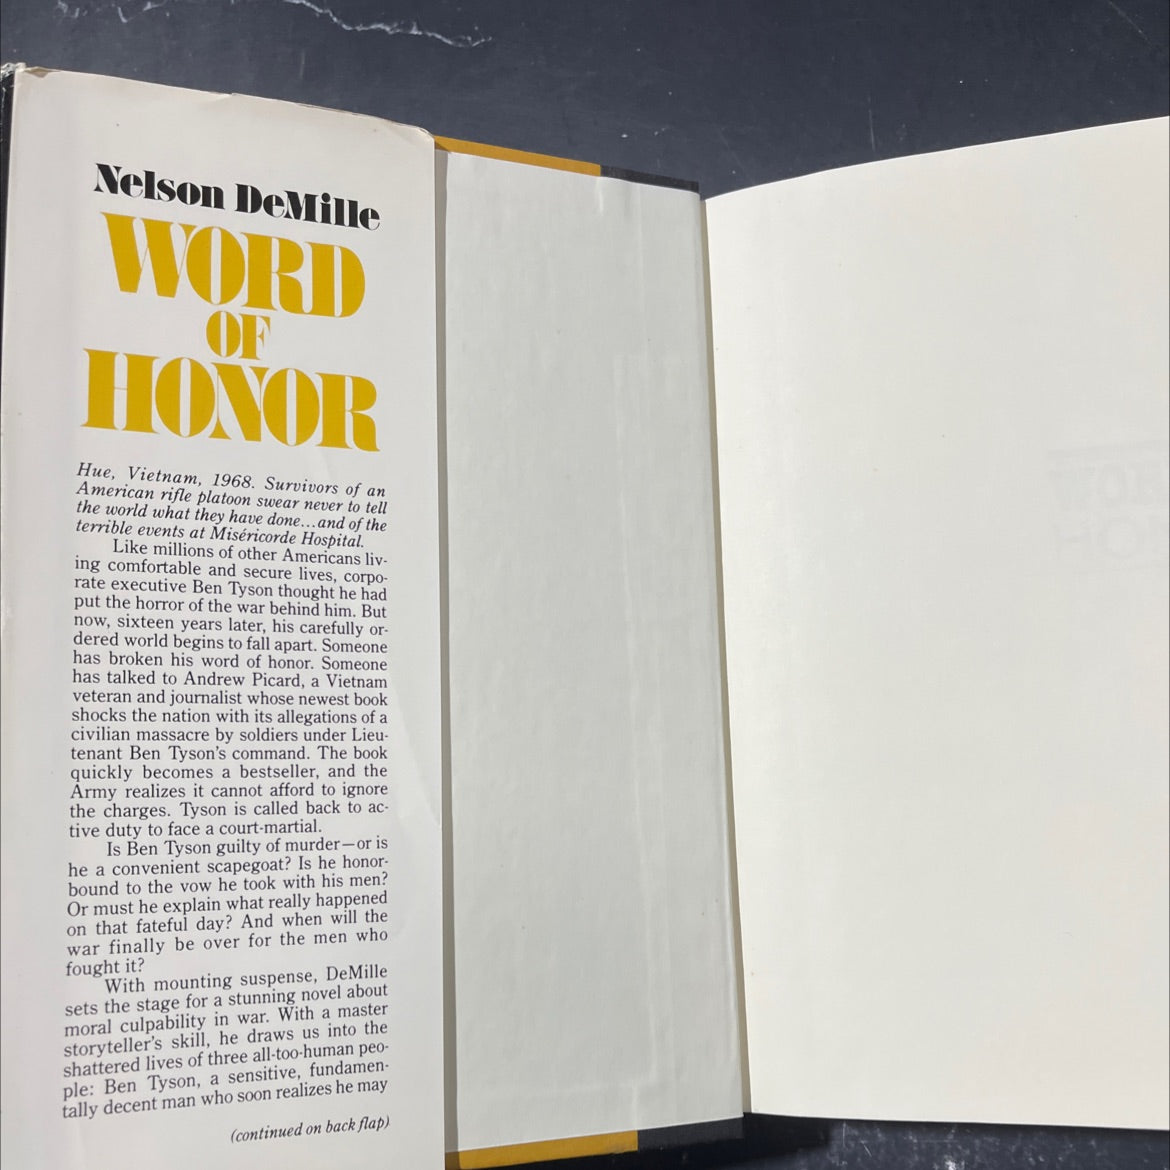 Nelson DeMille
WORD
OF
HONOR
Hue, Vietnam, 1968. Survivors of an
American rifle platoon swear never to tell
the world what they have done...and of the
terrible events at Miséricorde Hospital.
Like millions of other Americans liv-
ing comfortable and secure lives, corpo-
rate executive Ben Tyson thought he had
put the horror of the war behind him. But
now, sixteen years later, his carefully or-
dered world begins to fall apart. Someone
has broken his word of honor. Someone
has talked to Andrew Picard, a Vietnam
veteran and journalist whose newest book
shocks the nation with its allegations of a
civilian massacre by soldiers under Lieu-
tenant Ben Tyson's command. The book
quickly becomes a bestseller, and the
Army realizes it cannot afford to ignore
the charges. Tyson is called back to ac-
tive duty to face a court-martial.
Is Ben Tyson guilty of murder—or is
he a convenient scapegoat? Is he honor-
bound to the vow he took with his men?
Or must he explain what really happened
on that fateful day? And when will the
war finally be over for the men who
fought it?
With mounting suspense, DeMille
sets the stage for a stunning novel about
moral culpability in war. With a master
storyteller's skill, he draws us into the
shattered lives of three all-too-human peo-
ple: Ben Tyson, a sensitive, fundamen-
tally decent man who soon realizes he may
(continued on back flap)